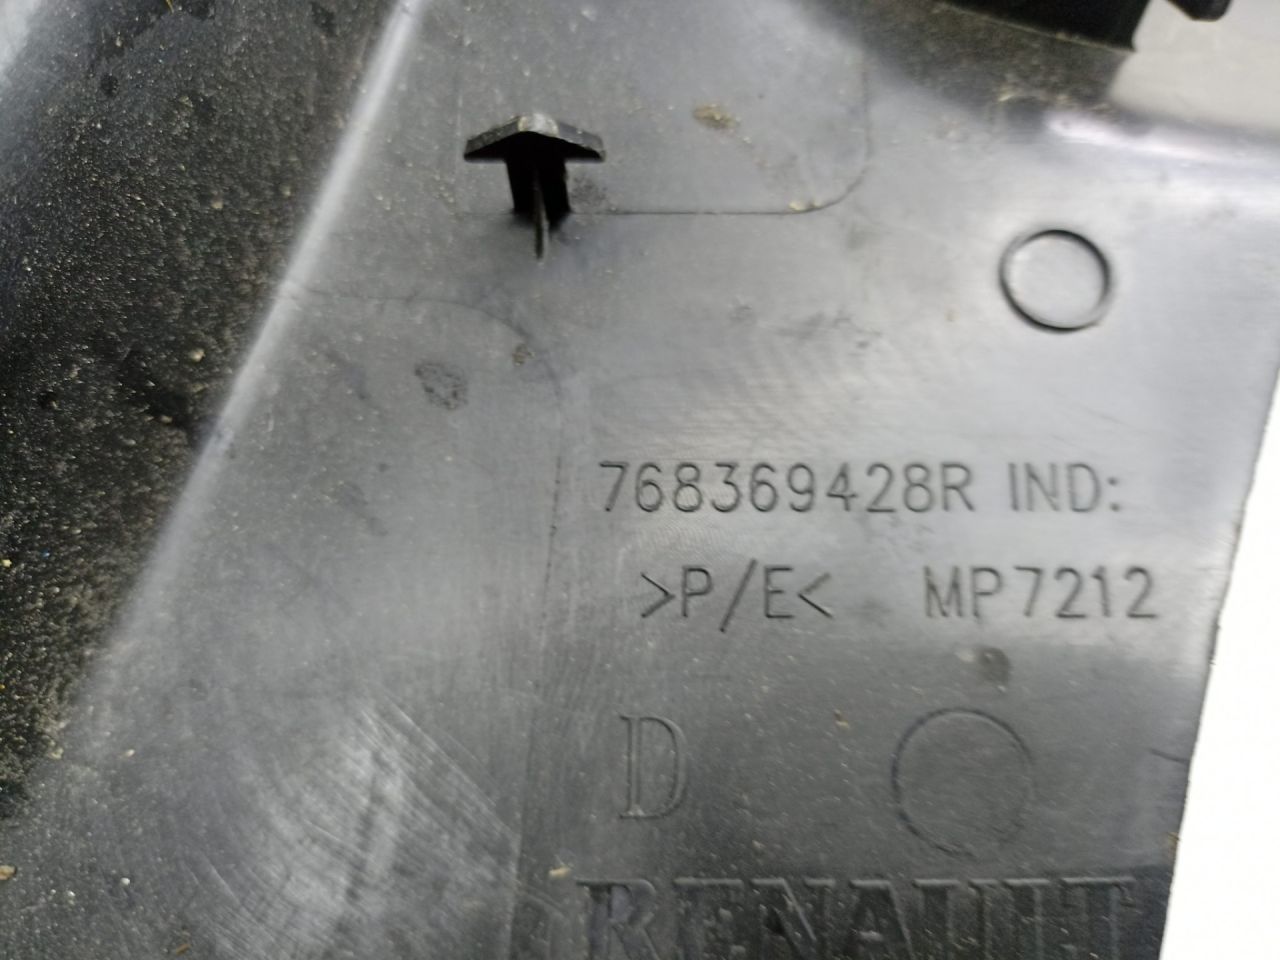 768369428R IND:
>P/E< MP7212
D
RENAULT